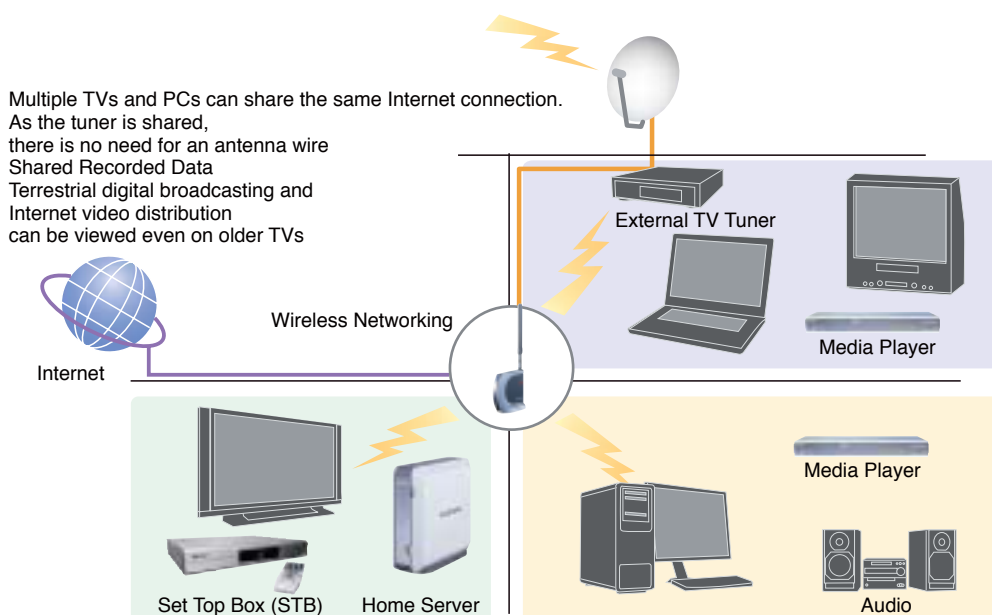 Multiple TVs and PCs can share the same Internet connection.
As the tuner is shared,
there is no need for an antenna wire
Shared Recorded Data
Terrestrial digital broadcasting and
Internet video distribution
can be viewed even on older TVs
External TV Tuner
Wireless Networking
Media Player
Internet
Media Player
Set Top Box (STB)
Home Server
Audio